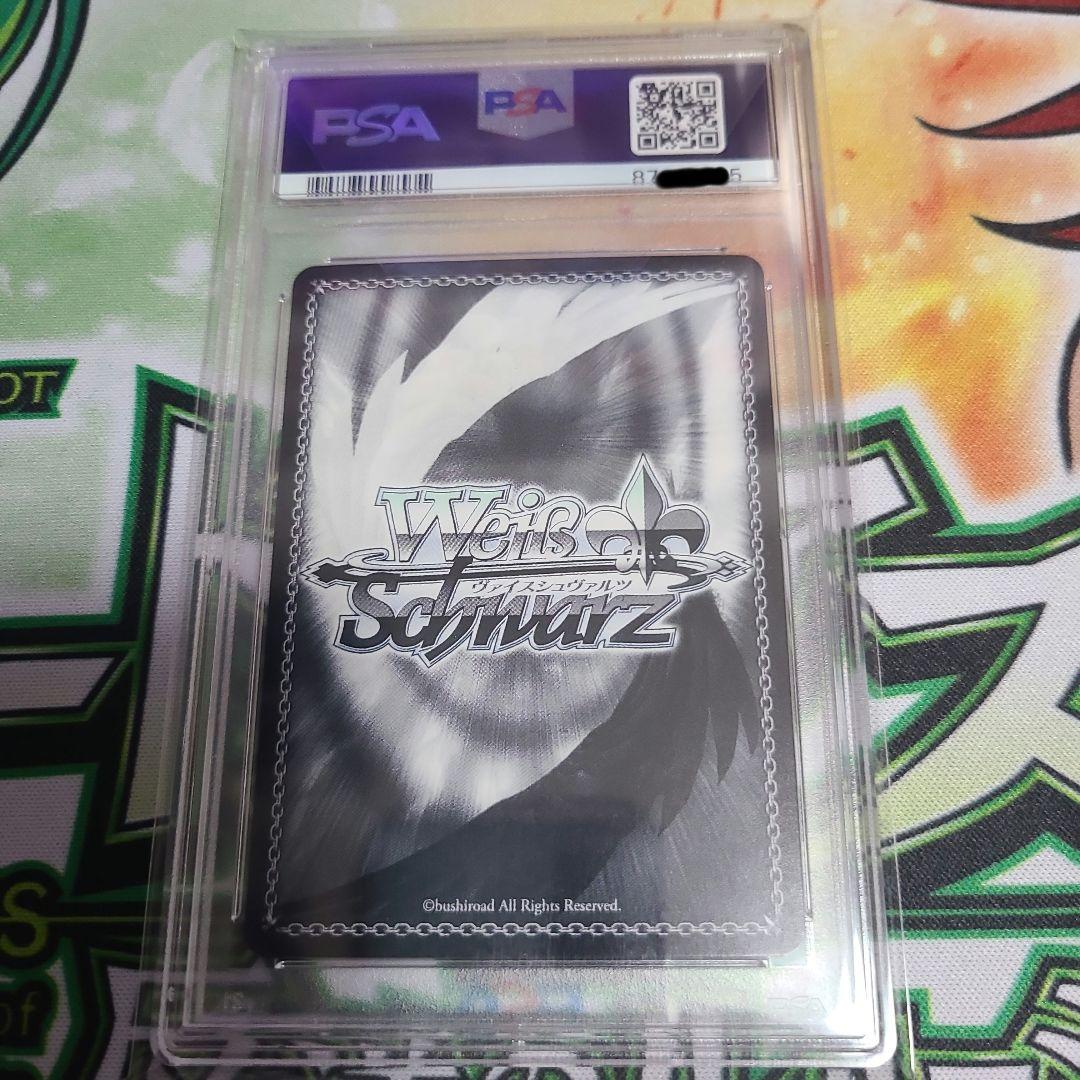 PSA
PSA
87 5
OT
Weiß
ヴァイスシュヴァルツ
Schwarz
S
of
©bushiroad All Rights Reserved.
PSA